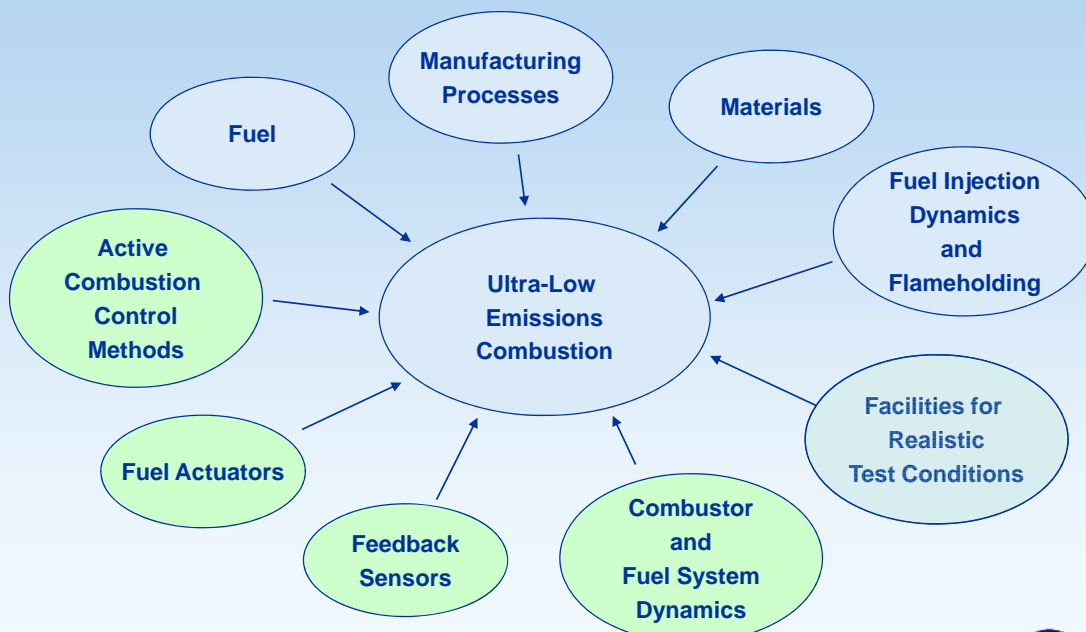 Manufacturing
Processes
Materials
Fuel
Fuel Injection
Dynamics
and
Flameholding
Active
Combustion
Control
Methods
Ultra-Low
Emissions
Combustion
Facilities for
Realistic
Test Conditions
Fuel Actuators
Feedback
Sensors
Combustor
and
Fuel System
Dynamics